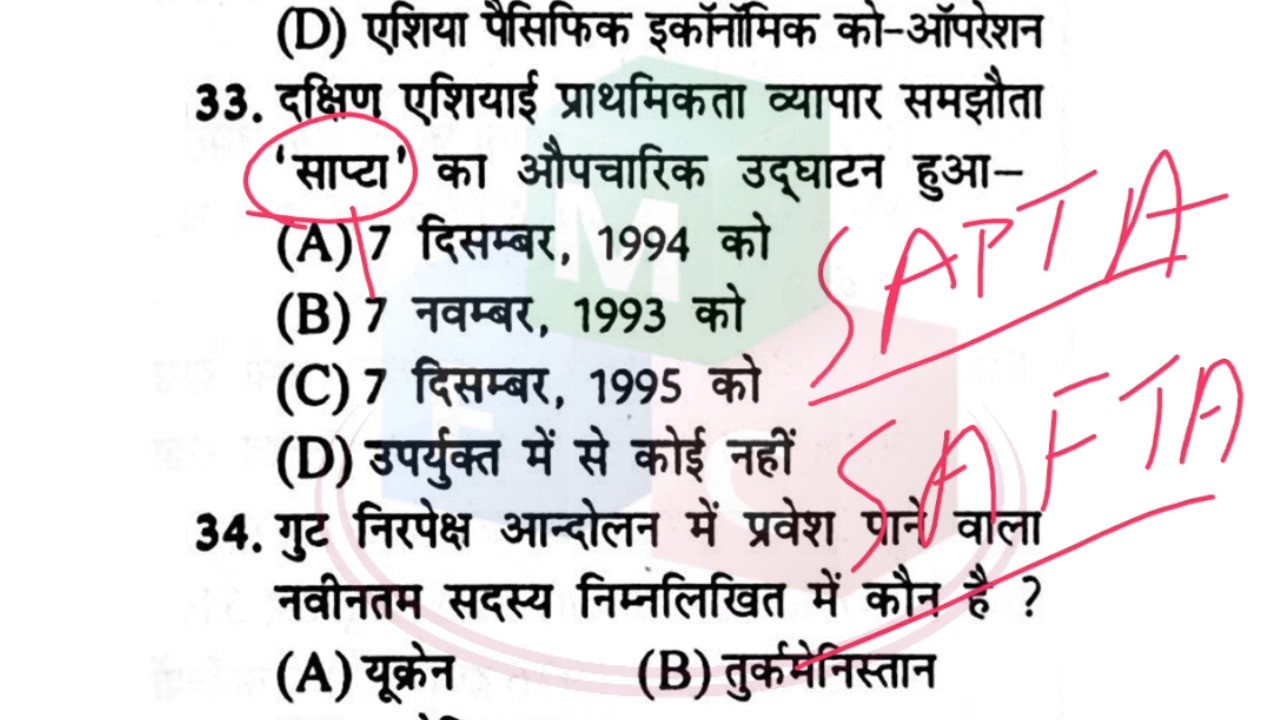 (D) एशिया पैसिफिक इकॉनॉमिक को-ऑपरेशन
33. दक्षिण एशियाई प्राथमिकता व्यापार समझौता
'साप्टा' का औपचारिक उद्घाटन हुआ–
(A) 7 दिसम्बर, 1994 को
(B) 7 नवम्बर, 1993 को
(C) 7 दिसम्बर, 1995 को
(D) उपर्युक्त में से कोई नहीं
SAPTA
SAFTA
34. गुट निरपेक्ष आन्दोलन में प्रवेश पाने वाला
नवीनतम सदस्य निम्नलिखित में कौन है ?
(A) यूक्रेन (B) तुर्कमेनिस्तान